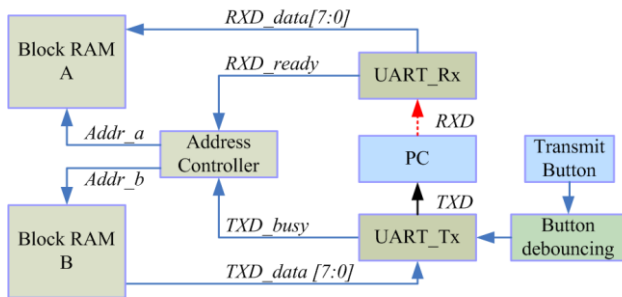 RXD_data[7:0]
Block RAM
A
RXD_ready
UART_Rx
Addr_a
RXD
Address
Controller
PC
Transmit
Button
Addr_b
TXD
Block RAM
B
TXD_busy
UART_Tx
Button
debouncing
TXD_data [7:0]